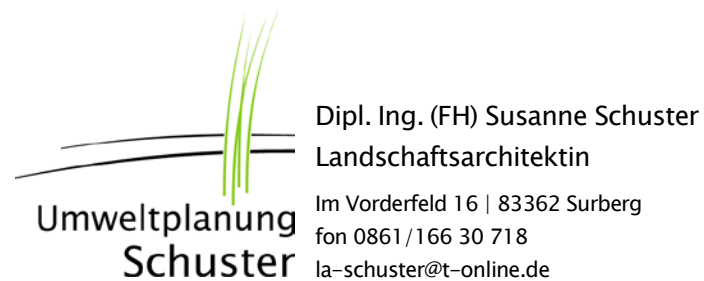 Umweltplanung
Schuster
Dipl. Ing. (FH) Susanne Schuster
Landschaftsarchitektin
Im Vorderfeld 16 | 83362 Surberg
fon 0861/166 30 718
la-schuster@t-online.de